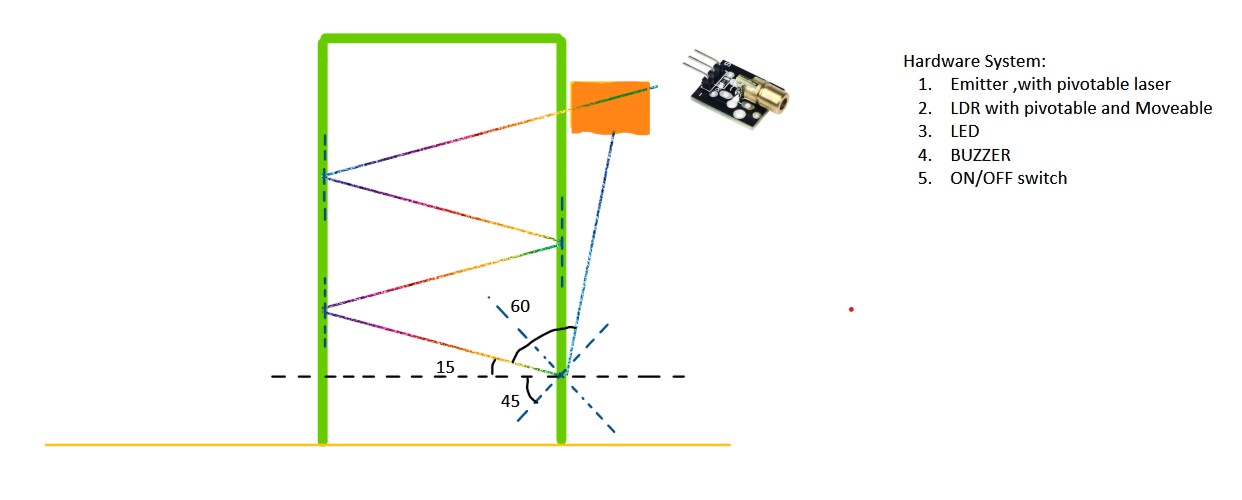 Hardware System:
1. Emitter ,with pivotable laser
2. LDR with pivotable and Moveable
3. LED
4. BUZZER
5. ON/OFF switch
60
15
45